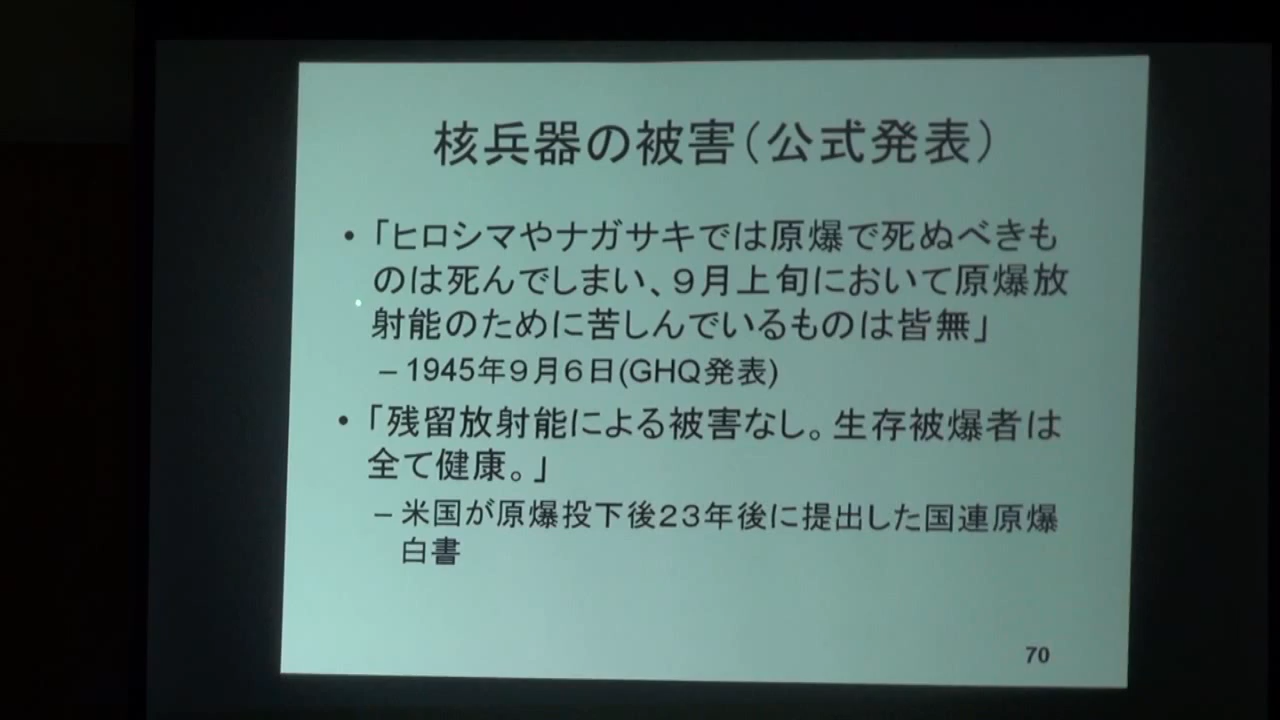 核兵器の被害（公式発表）
•「ヒロシマやナガサキでは原爆で死ぬべきも
のは死んでしまい、９月上旬において原爆放
射能のために苦しんでいるものは皆無」
–1945年９月６日(GHQ発表)
•「残留放射能による被害なし。生存被爆者は
全て健康。」
–米国が原爆投下後２３年後に提出した国連原爆
白書
70